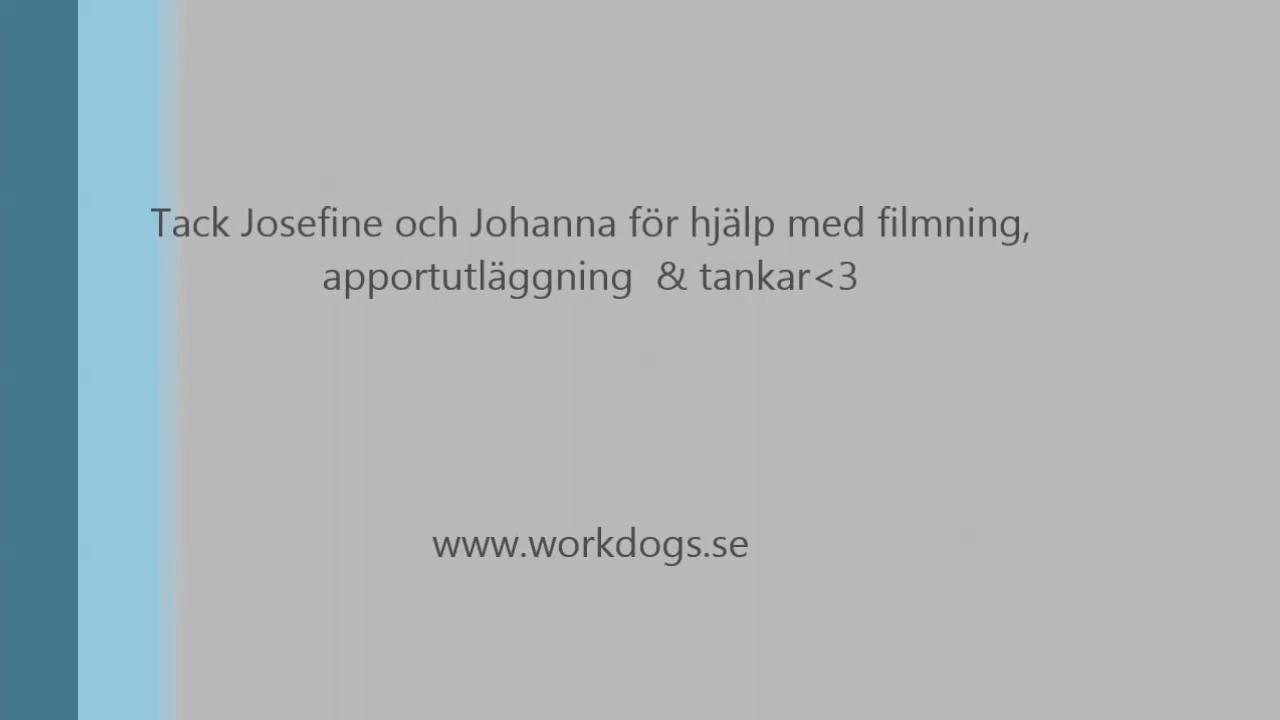 Tack Josefine och Johanna för hjälp med filmning,
apportutläggning  & tankar<3
www.workdogs.se